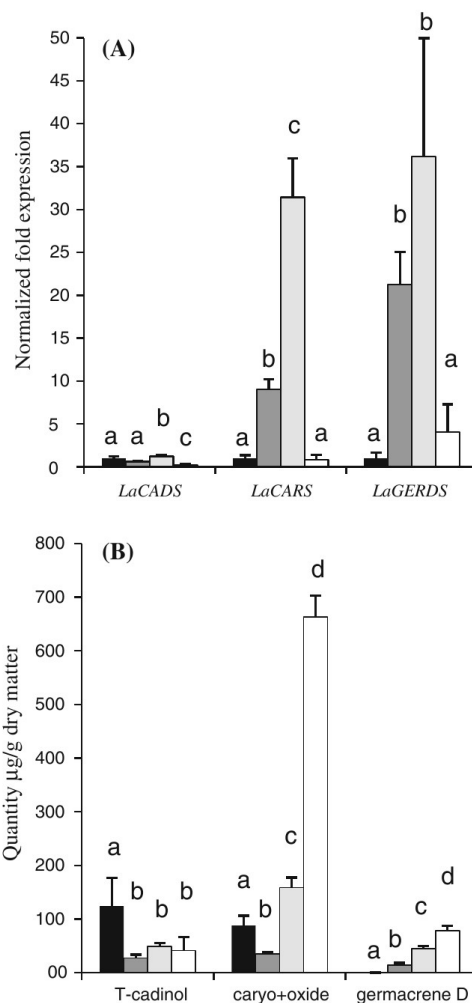 (A)
Normalized fold expression
50
45
40
35
30
25
20
15
10
5
0
a a b c
a b c a
a b b a
LaCADS LaCARS LaGERDS
(B)
Quantity µg/g dry matter
800
700
600
500
400
300
200
100
00
a b b b
a b c d
a b c d
T-cadinol caryo+oxide germacrene D